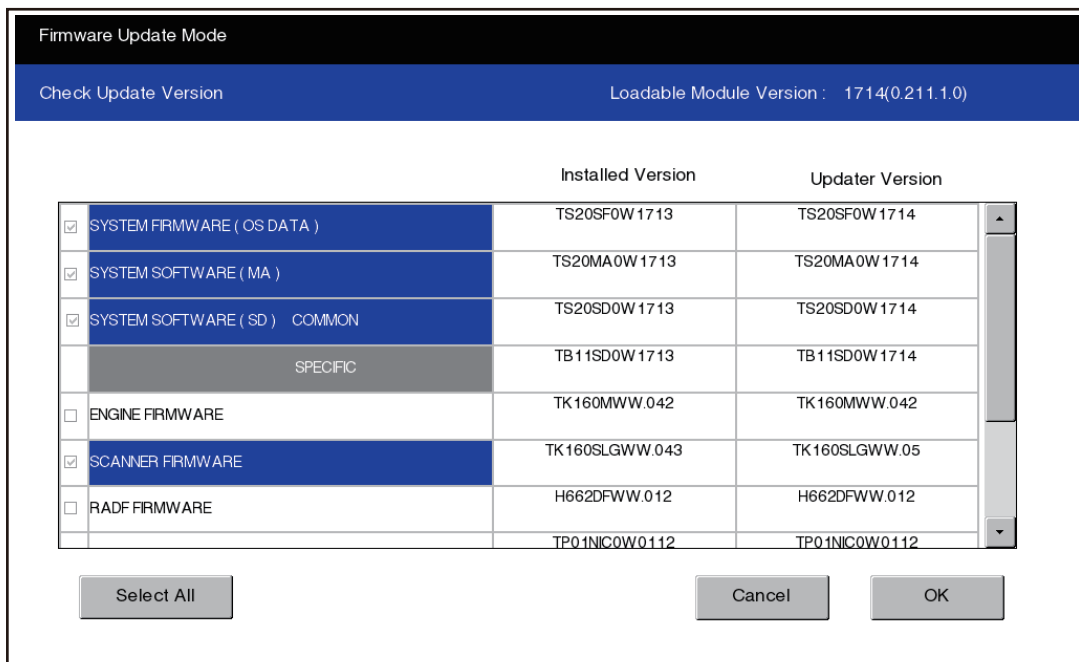 Firmware Update Mode
Check Update Version Loadable Module Version : 1714(0.211.1.0)
Installed Version Updater Version
SYSTEM FIRMWARE ( OS DATA ) TS20SF0W1713 TS20SF0W1714
SYSTEM SOFTWARE ( MA ) TS20MA0W1713 TS20MA0W1714
SYSTEM SOFTWARE ( SD ) COMMON TS20SD0W1713 TS20SD0W1714
SPECIFIC TB11SD0W1713 TB11SD0W1714
ENGINE FIRMWARE TK160MWW.042 TK160MWW.042
SCANNER FIRMWARE TK160SLGWW.043 TK160SLGWW.05
RADF FIRMWARE H662DFWW.012 H662DFWW.012
TP01NIC0W0112 TP01NIC0W0112
Select All Cancel OK